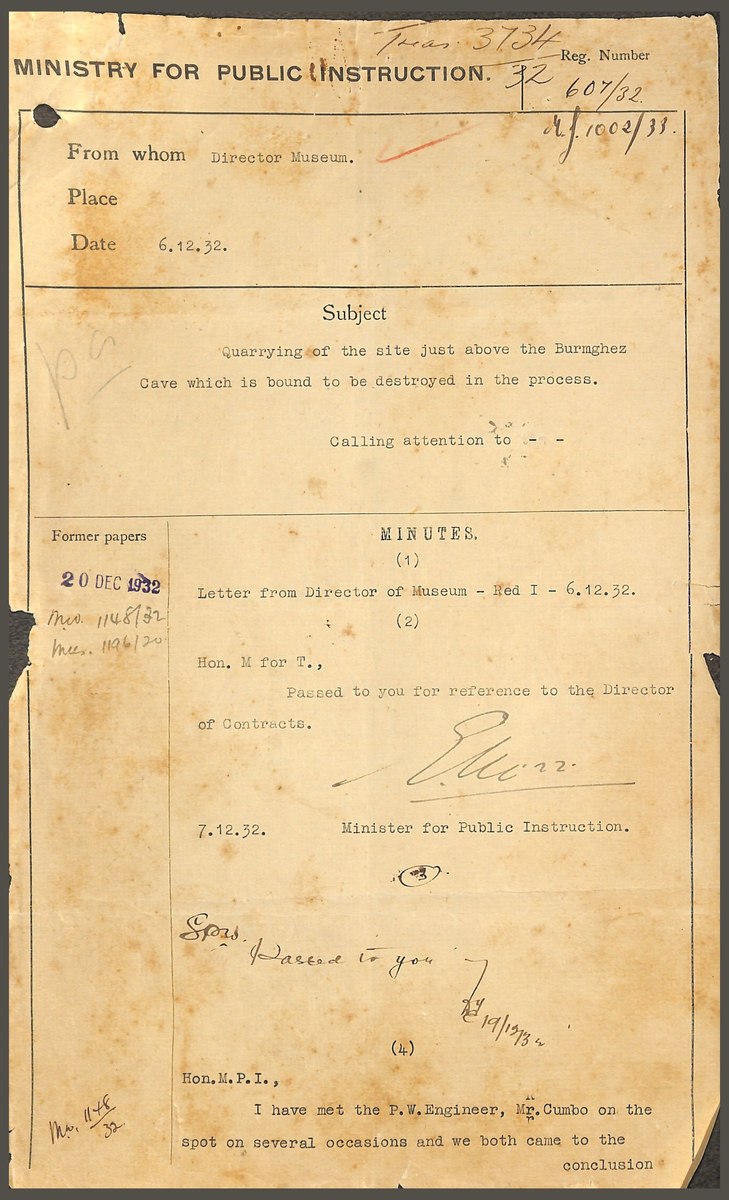 Treas. 3734
32
MINISTRY FOR PUBLIC INSTRUCTION.
Reg. Number
607/32.
1002/33.
From whom Director Museum.
Place
Date 6.12.32.
Subject
Quarrying of the site just above the Burmghez
Cave which is bound to be destroyed in the process.
Calling attention to - -
Former papers
20 DEC 1932
1148/32
Mus. 1196/20
MINUTES.
(1)
Letter from Director of Museum - Red I - 6.12.32.
(2)
Hon. M for T.,
Passed to you for reference to the Director
of Contracts.
7.12.32. Minister for Public Instruction.
3
Passed to you
19/12/32
(4)
Hon.M.P.I.,
I have met the P.W.Engineer, Mr.Cumbo on the
spot on several occasions and we both came to the
conclusion
1148
32